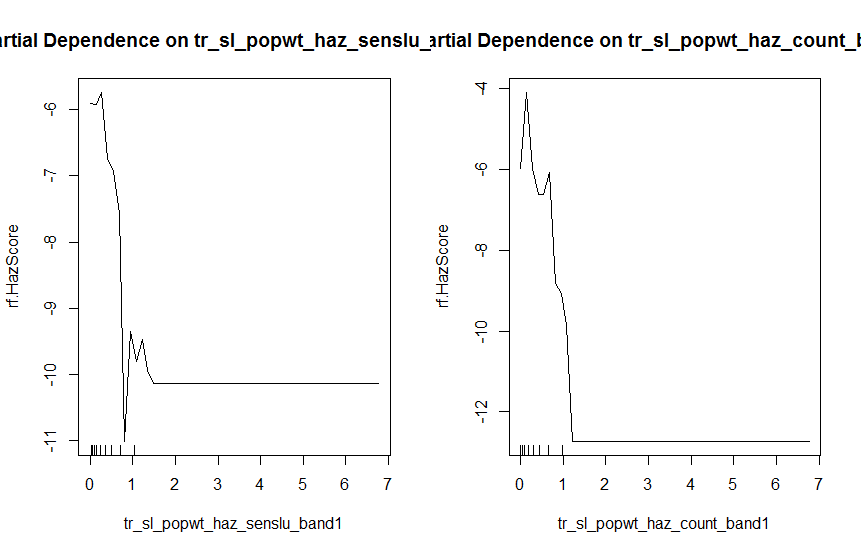 artial Dependence on tr_sl_popwt_haz_senslu_
artial Dependence on tr_sl_popwt_haz_count_b
rf.HazScore
-6
-7
-8
-9
-10
-11
0 1 2 3 4 5 6 7
tr_sl_popwt_haz_senslu_band1
rf.HazScore
-4
-6
-8
-10
-12
0 1 2 3 4 5 6 7
tr_sl_popwt_haz_count_band1